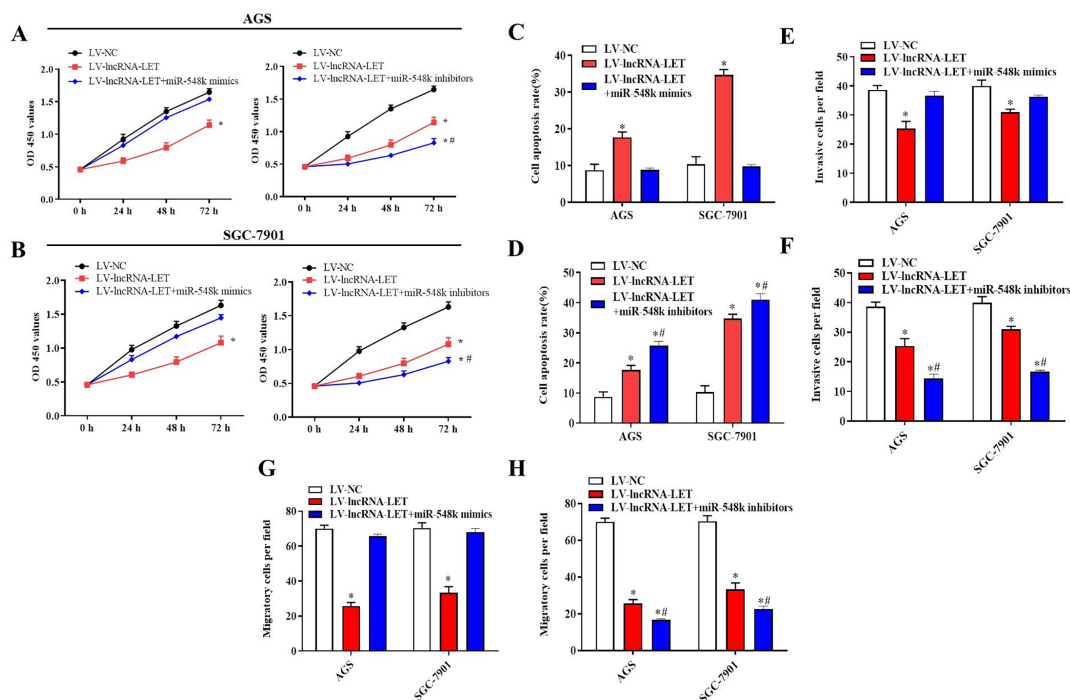 AGS
A
LV-NC
LV-lncRNA-LET
LV-lncRNA-LET+miR-548k mimics
OD 450 values
2.0
1.5
1.0
0.5
0.0
0 h
24 h
48 h
72 h
*
LV-NC
LV-lncRNA-LET
LV-lncRNA-LET+miR-548k inhibitors
OD 450 values
2.0
1.5
1.0
0.5
0.0
0 h
24 h
48 h
72 h
*
* #
SGC-7901
B
LV-NC
LV-lncRNA-LET
LV-lncRNA-LET+miR-548k mimics
OD 450 values
2.0
1.5
1.0
0.5
0.0
0 h
24 h
48 h
72 h
*
LV-NC
LV-lncRNA-LET
LV-lncRNA-LET+miR-548k inhibitors
OD 450 values
2.0
1.5
1.0
0.5
0.0
0 h
24 h
48 h
72 h
*
* #
C
LV-NC
LV-lncRNA-LET
LV-lncRNA-LET
+miR-548k mimics
Cell apoptosis rate(%)
40
30
20
10
0
*
*
AGS
SGC-7901
D
LV-NC
LV-lncRNA-LET
LV-lncRNA-LET
+miR-548k inhibitors
Cell apoptosis rate(%)
50
40
30
20
10
0
*
*#
*
*#
AGS
SGC-7901
E
LV-NC
LV-lncRNA-LET
LV-lncRNA-LET+miR-548k mimics
Invasive cells per field
50
40
30
20
10
0
*
*
AGS
SGC-7901
F
LV-NC
LV-lncRNA-LET
LV-lncRNA-LET+miR-548k inhibitors
Invasive cells per field
50
40
30
20
10
0
*
*#
*
*#
AGS
SGC-7901
G
LV-NC
LV-lncRNA-LET
LV-lncRNA-LET+miR-548k mimics
Migratory cells per field
80
60
40
20
0
*
*
AGS
SGC-7901
H
LV-NC
LV-lncRNA-LET
LV-lncRNA-LET+miR-548k inhibitors
Migratory cells per field
80
60
40
20
0
*
*#
*
*#
AGS
SGC-7901